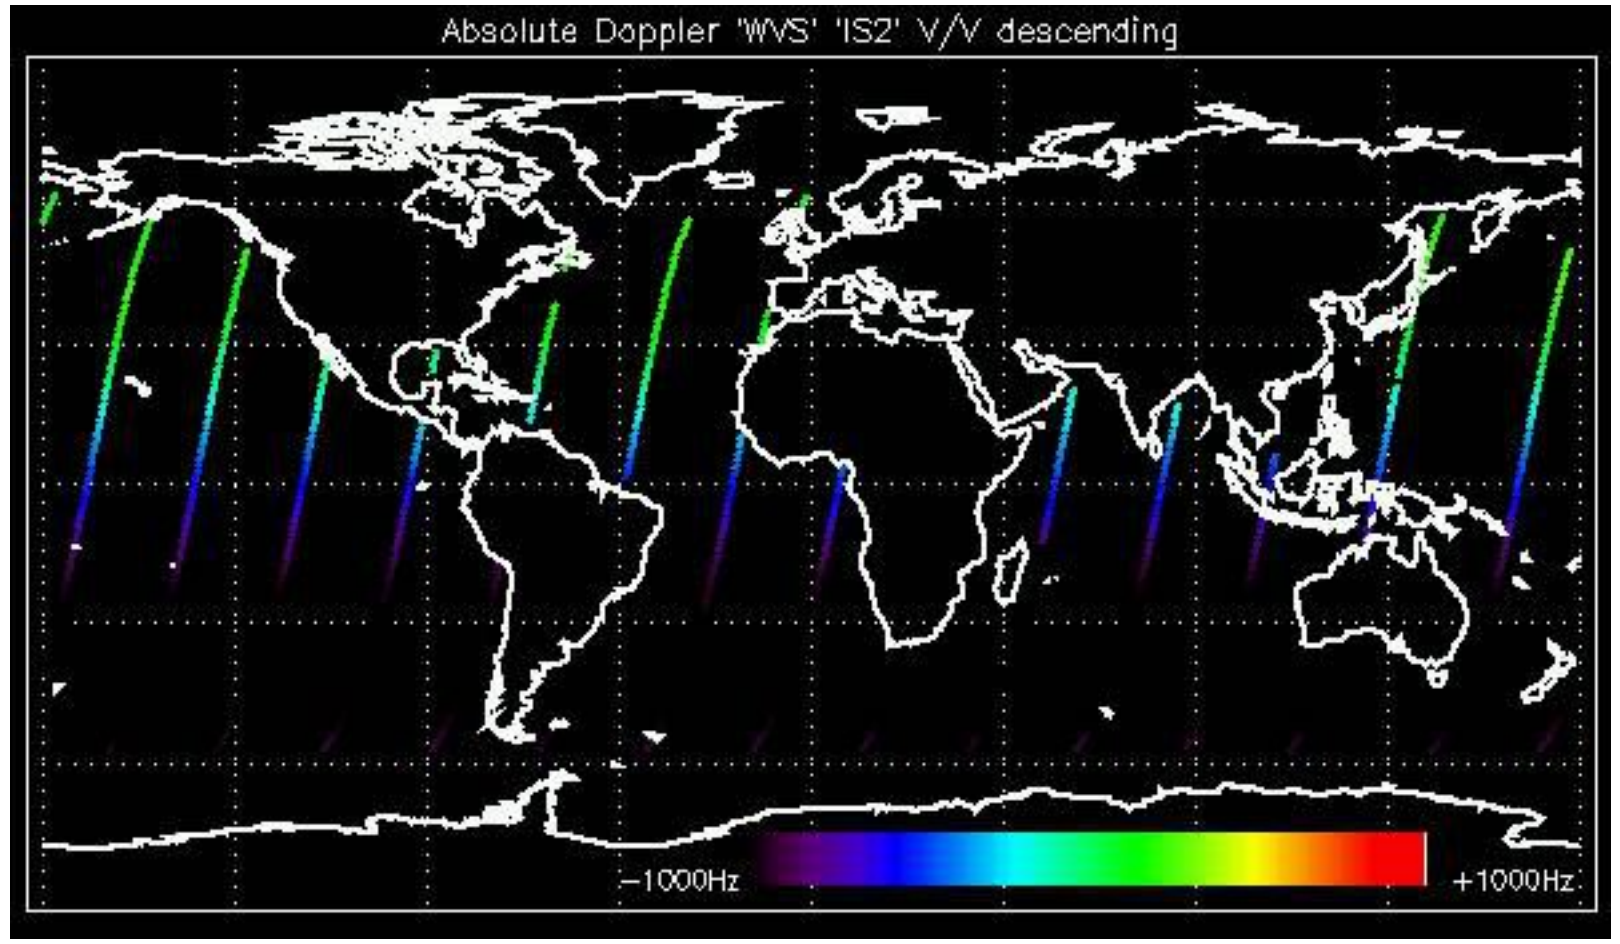 Absolute Doppler 'WVS' 'IS2' V/V descending
−1000Hz
+1000Hz